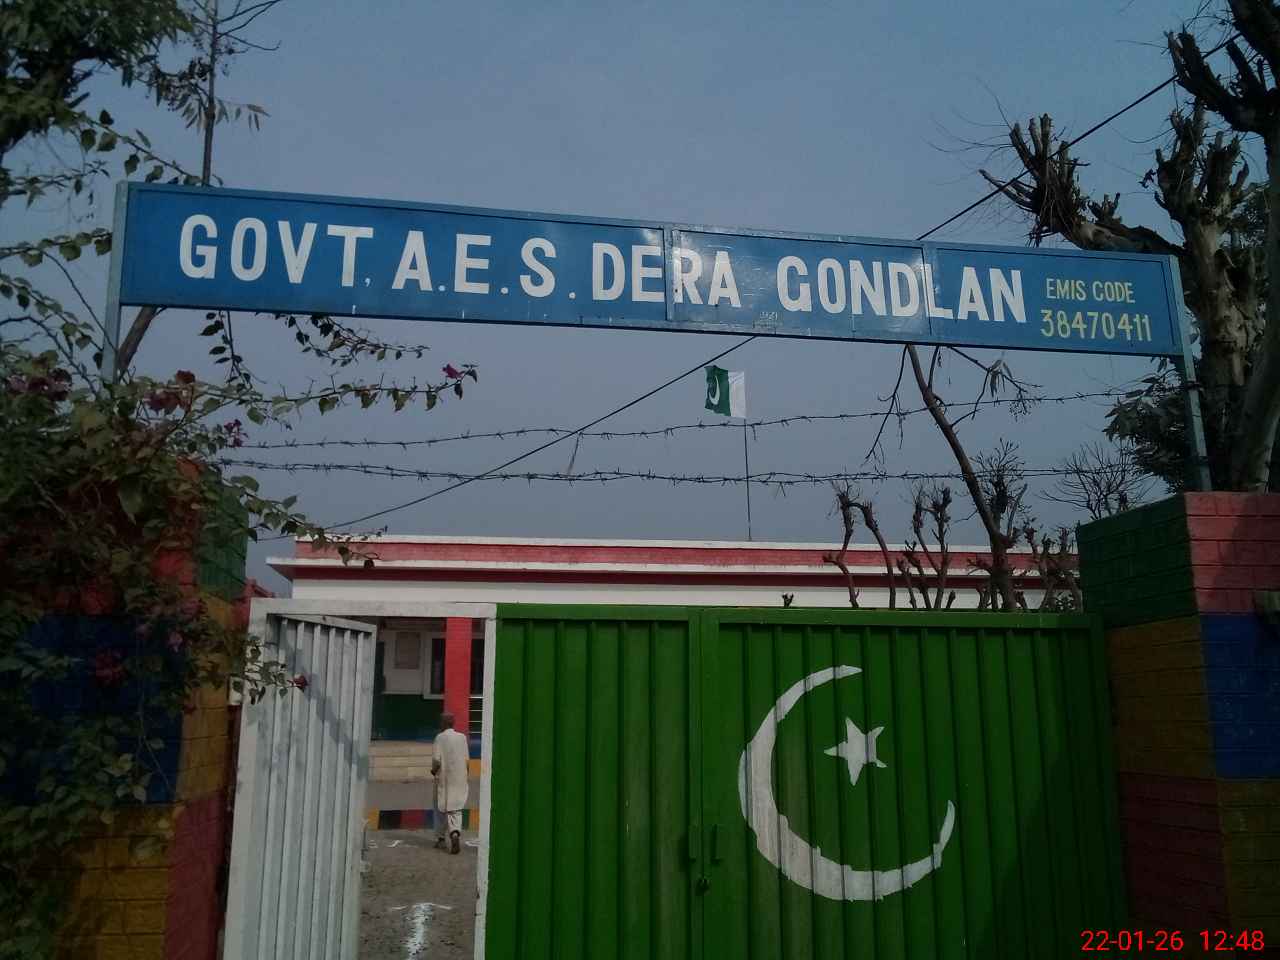 GOVT, A.E.S. DERA GONDLAN
EMIS CODE
38470411
22-01-26 12:48